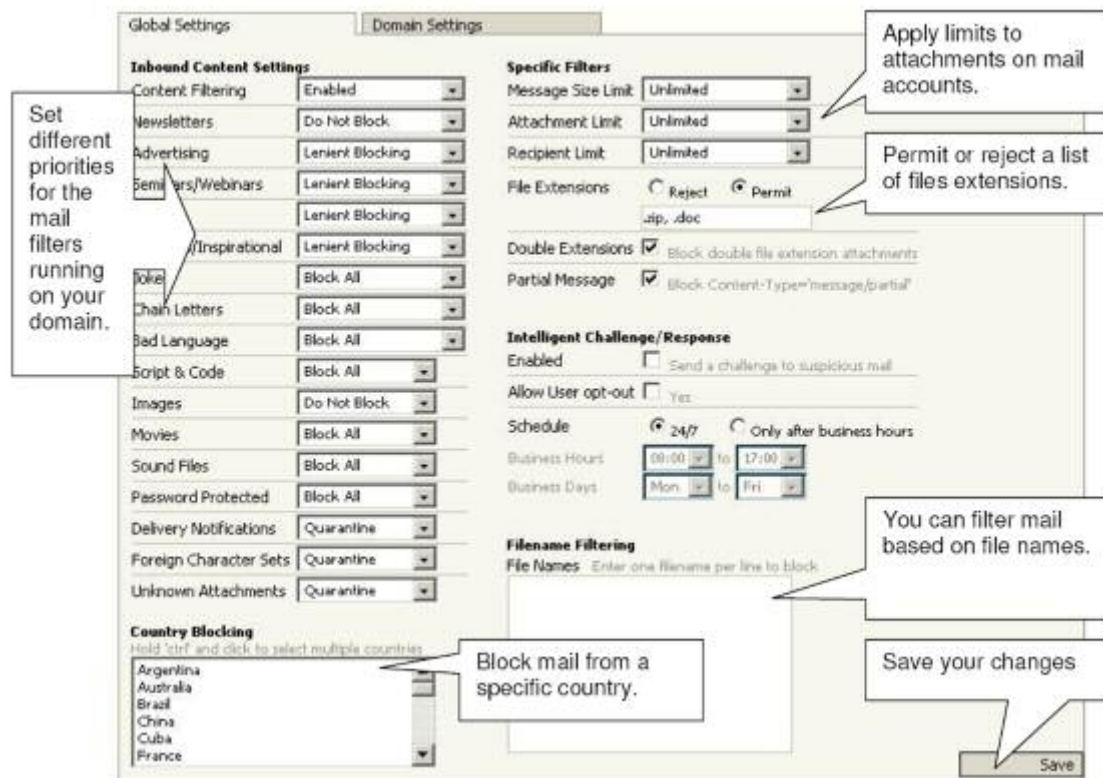 Global Settings
Domain Settings
Inbound Content Settings
Content Filtering Enabled
Newsletters Do Not Block
Advertising Lenient Blocking
Seminars/Webinars Lenient Blocking
Lenient Blocking
/Inspirational Lenient Blocking
Joke Block All
Chain Letters Block All
Bad Language Block All
Script & Code Block All
Images Do Not Block
Movies Block All
Sound Files Block All
Password Protected Block All
Delivery Notifications Quarantine
Foreign Character Sets Quarantine
Unknown Attachments Quarantine
Country Blocking
Hold 'ctrl' and click to select multiple countries
Argentina
Australia
Brazil
China
Cuba
France
Set
different
priorities
for the
mail
filters
running
on your
domain.
Specific Filters
Message Size Limit Unlimited
Attachment Limit Unlimited
Recipient Limit Unlimited
File Extensions Reject Permit
.zip, .doc
Double Extensions Block double file extension attachments
Partial Message Block Content-Type='message/partial'
Intelligent Challenge/Response
Enabled Send a challenge to suspicious mail
Allow User opt-out Yes
Schedule 24/7 Only after business hours
Business Hours 08:00 to 17:00
Business Days Mon to Fri
Filename Filtering
File Names Enter one filename per line to block
Apply limits to
attachments on mail
accounts.
Permit or reject a list
of files extensions.
You can filter mail
based on file names.
Block mail from a
specific country.
Save your changes
Save